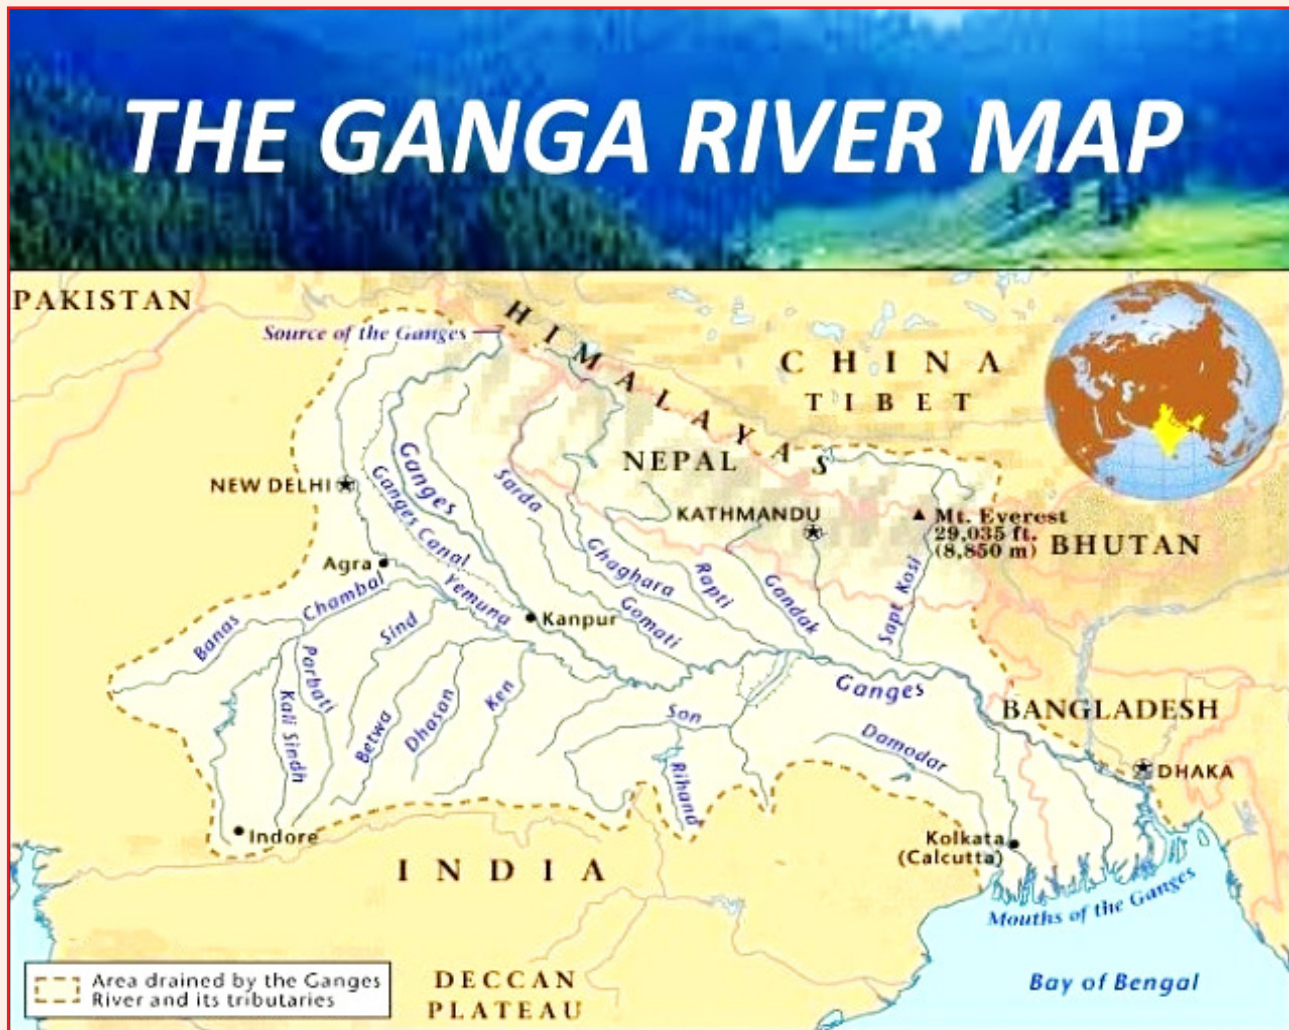 THE GANGA RIVER MAP
PAKISTAN
Source of the Ganges
HIMALAYAS
CHINA
TIBET
NEPAL
NEW DELHI
Ganges
Ganges Canal
Sarda
KATHMANDU
Mt. Everest
29,035 ft.
(8,850 m)
BHUTAN
Agra
Chambal
Yemuna
Ghaghara
Rapti
Gandak
Sapt Kosi
Banas
Sind
Kanpur
Gomati
Parbati
Kali Sindh
Betwa
Dhasan
Ken
Son
Rihand
Ganges
Damodar
BANGLADESH
DHAKA
Indore
INDIA
Kolkata
(Calcutta)
Mouths of the Ganges
Area drained by the Ganges
River and its tributaries
DECCAN
PLATEAU
Bay of Bengal